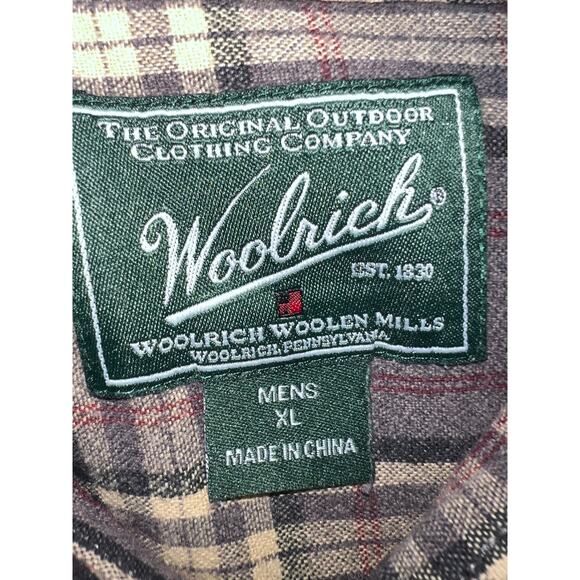 THE ORIGINAL OUTDOOR
CLOTHING COMPANY
Woolrich®
EST. 1830
WOOLRICH WOOLEN MILLS
WOOLRICH, PENNSYLVANIA
MENS
XL
MADE IN CHINA